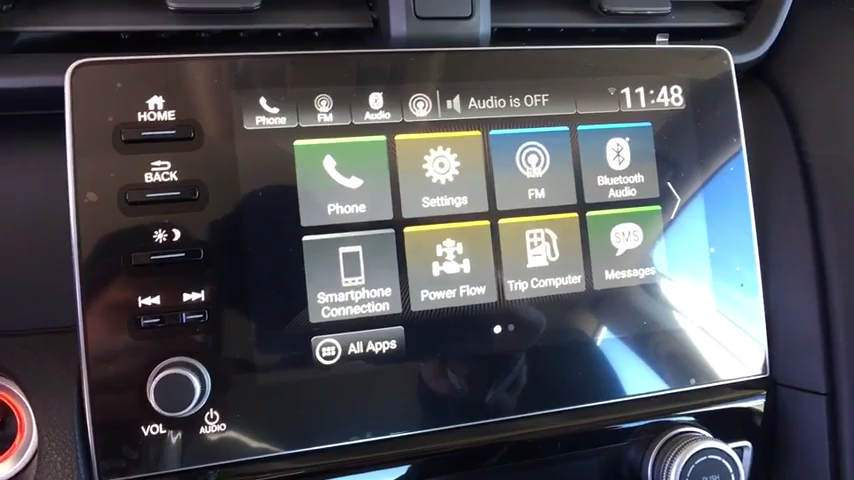 HOME
BACK
VOL
AUDIO
Phone
FM
Audio
Audio is OFF
11:48
Phone
Settings
FM
Bluetooth
Audio
Smartphone
Connection
Power Flow
Trip Computer
SMS
Messages
All Apps
PUSH